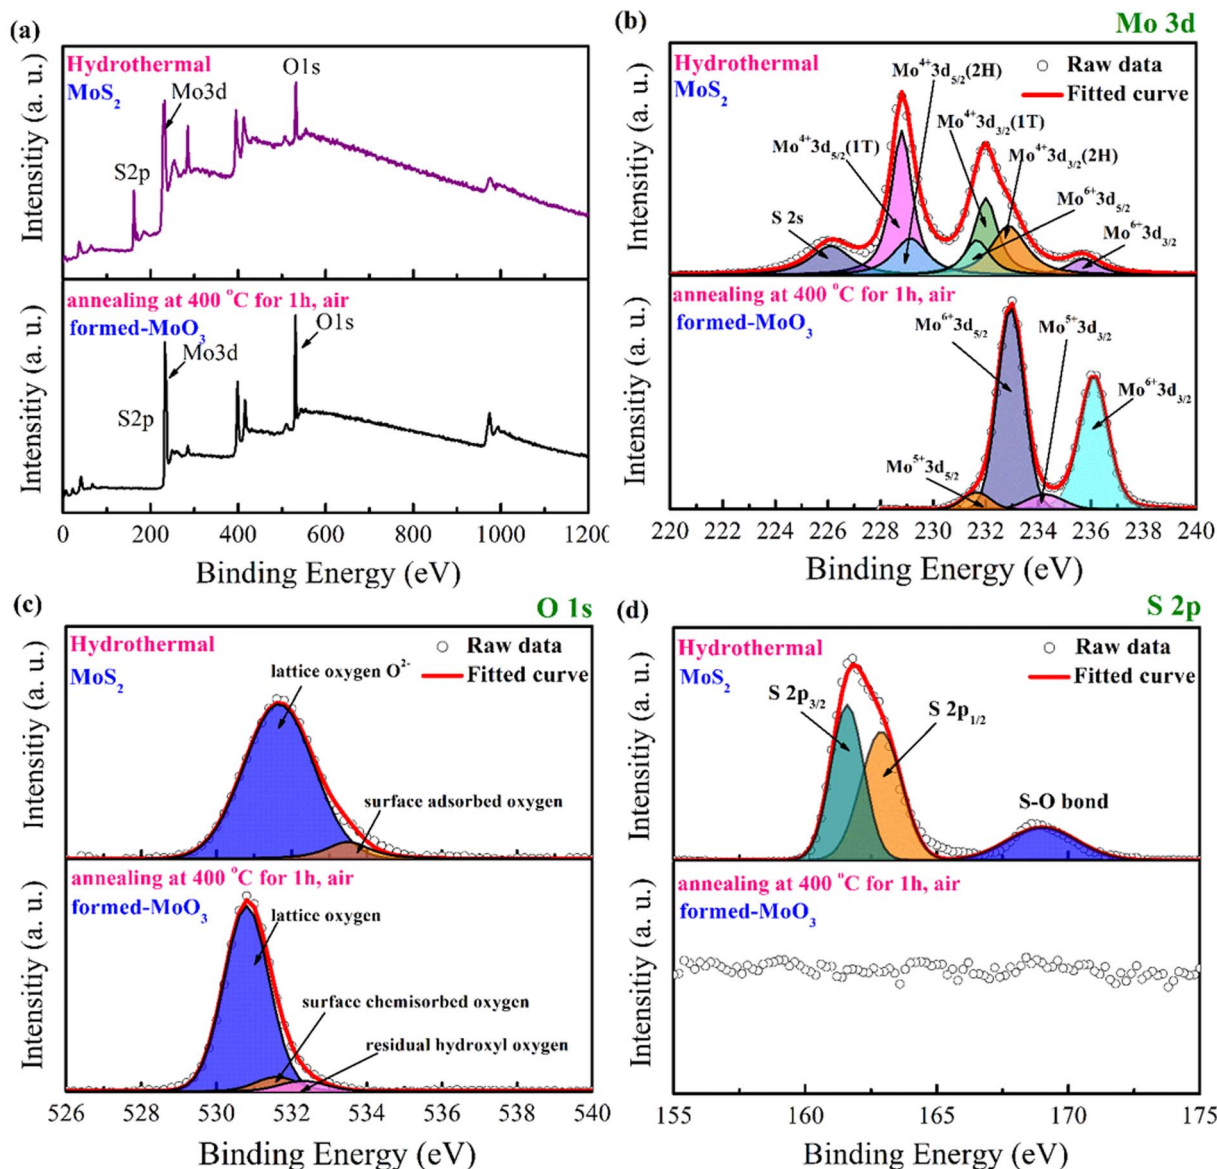 (a)
Hydrothermal
MoS₂
O1s
Mo3d
S2p
Intensitiy (a. u.)
annealing at 400 °C for 1h, air
formed-MoO₃
O1s
Mo3d
S2p
Intensitiy (a. u.)
0 200 400 600 800 1000 1200
Binding Energy (eV)
(b)
Mo 3d
Hydrothermal
MoS₂
Raw data
Fitted curve
Mo⁴⁺3d₅/₂(2H)
Mo⁴⁺3d₃/₂(1T)
Mo⁴⁺3d₅/₂(1T)
Mo⁴⁺3d₃/₂(2H)
Mo⁶⁺3d₅/₂
S 2s
Mo⁶⁺3d₃/₂
Intensitiy (a. u.)
annealing at 400 °C for 1h, air
formed-MoO₃
Mo⁶⁺3d₅/₂
Mo⁵⁺3d₃/₂
Mo⁶⁺3d₃/₂
Mo⁵⁺3d₅/₂
Intensitiy (a. u.)
220 222 224 226 228 230 232 234 236 238 240
Binding Energy (eV)
(c)
O 1s
Hydrothermal
MoS₂
Raw data
Fitted curve
lattice oxygen O²⁻
surface adsorbed oxygen
Intensitiy (a. u.)
annealing at 400 °C for 1h, air
formed-MoO₃
lattice oxygen
surface chemisorbed oxygen
residual hydroxyl oxygen
Intensitiy (a. u.)
526 528 530 532 534 536 538 540
Binding Energy (eV)
(d)
S 2p
Hydrothermal
MoS₂
Raw data
Fitted curve
S 2p₃/₂
S 2p₁/₂
S-O bond
Intensitiy (a. u.)
annealing at 400 °C for 1h, air
formed-MoO₃
Intensitiy (a. u.)
155 160 165 170 175
Binding Energy (eV)